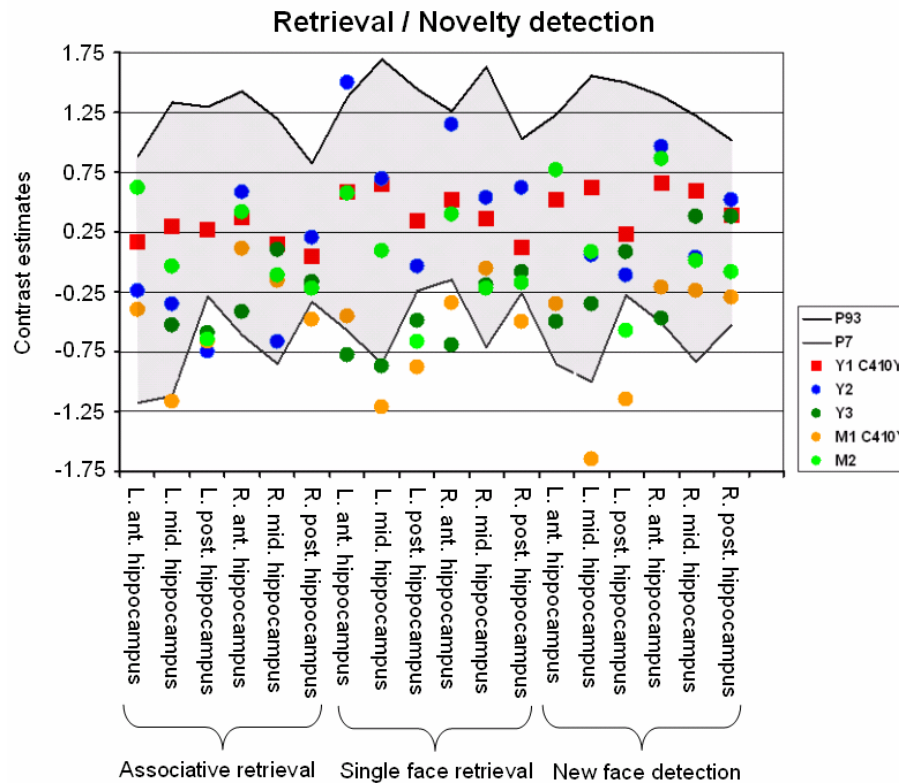 Retrieval / Novelty detection
Contrast estimates
1.75
1.25
0.75
0.25
-0.25
-0.75
-1.25
-1.75
P93
P7
Y1 C410Y
Y2
Y3
M1 C410Y
M2
L. ant. hippocampus
L. mid. hippocampus
L. post. hippocampus
R. ant. hippocampus
R. mid. hippocampus
R. post. hippocampus
L. ant. hippocampus
L. mid. hippocampus
L. post. hippocampus
R. ant. hippocampus
R. mid. hippocampus
R. post. hippocampus
L. ant. hippocampus
L. mid. hippocampus
L. post. hippocampus
R. ant. hippocampus
R. mid. hippocampus
R. post. hippocampus
Associative retrieval
Single face retrieval
New face detection